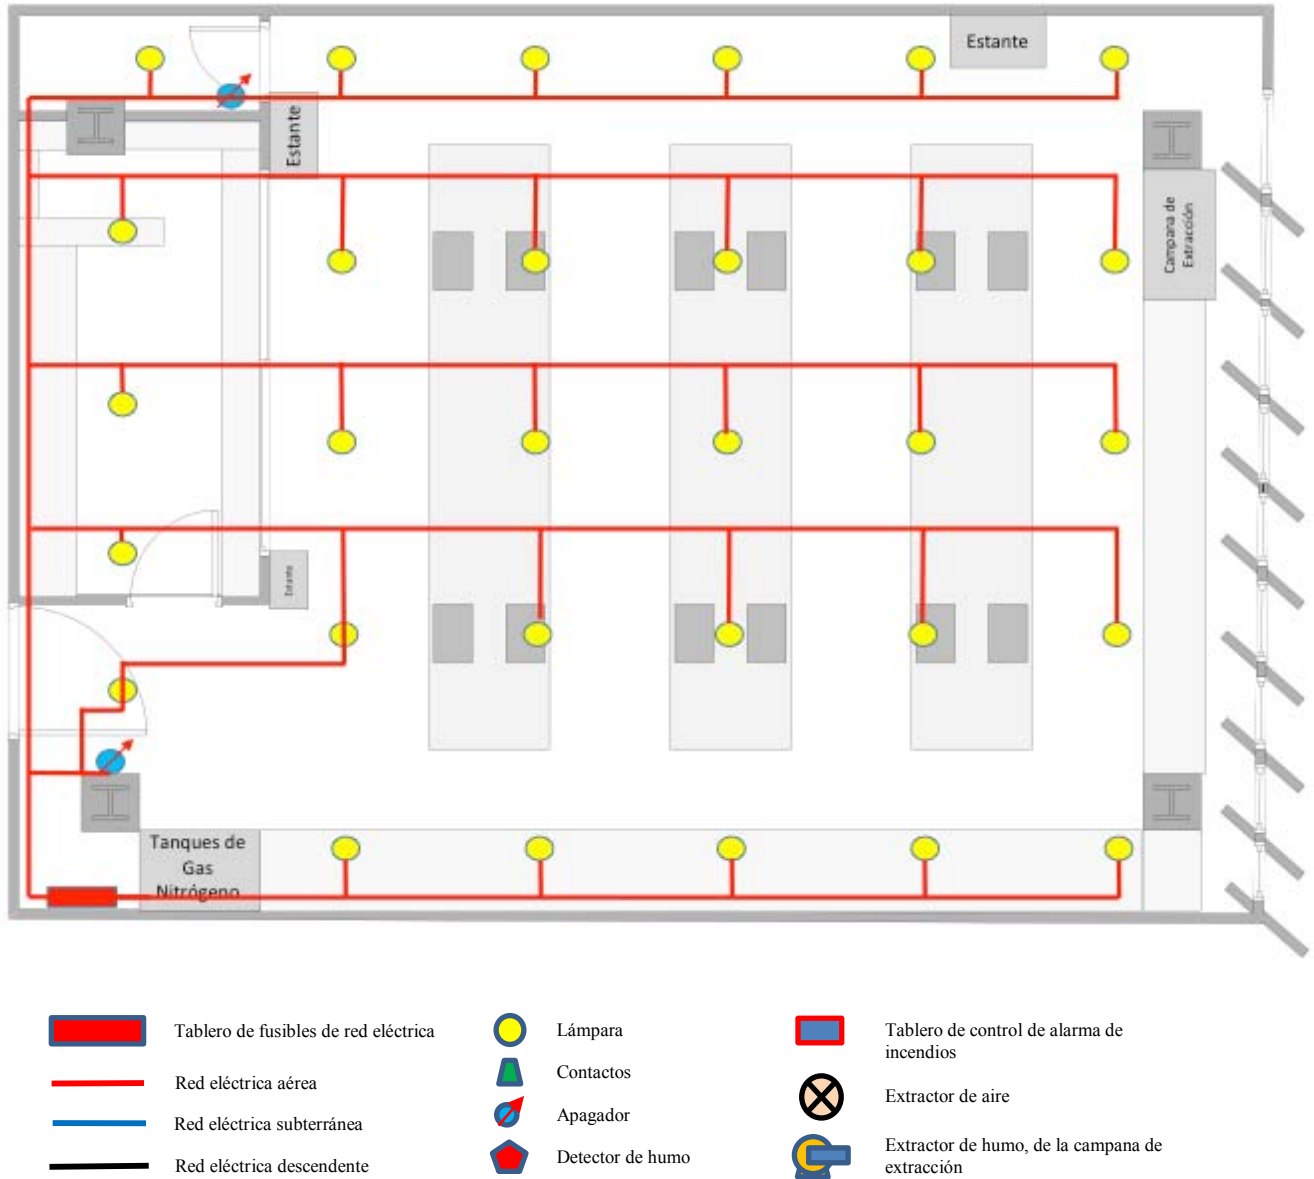 Estante
Estante
Campana de
Extracción
Estante
Tanques de
Gas
Nitrógeno
Tablero de fusibles de red eléctrica
Red eléctrica aérea
Red eléctrica subterránea
Red eléctrica descendente
Lámpara
Contactos
Apagador
Detector de humo
Tablero de control de alarma de
incendios
Extractor de aire
Extractor de humo, de la campana de
extracción